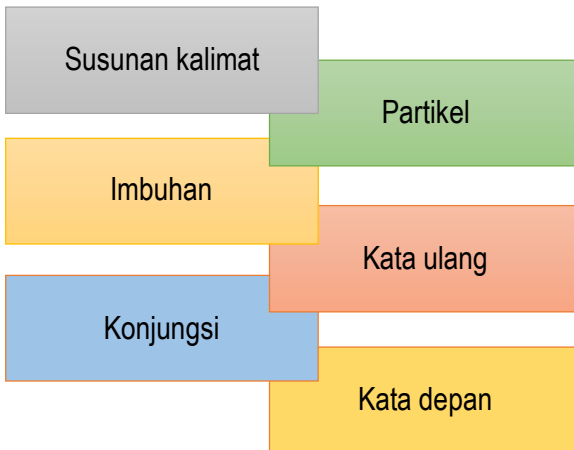 Susunan kalimat
Partikel
Imbuhan
Kata ulang
Konjungsi
Kata depan